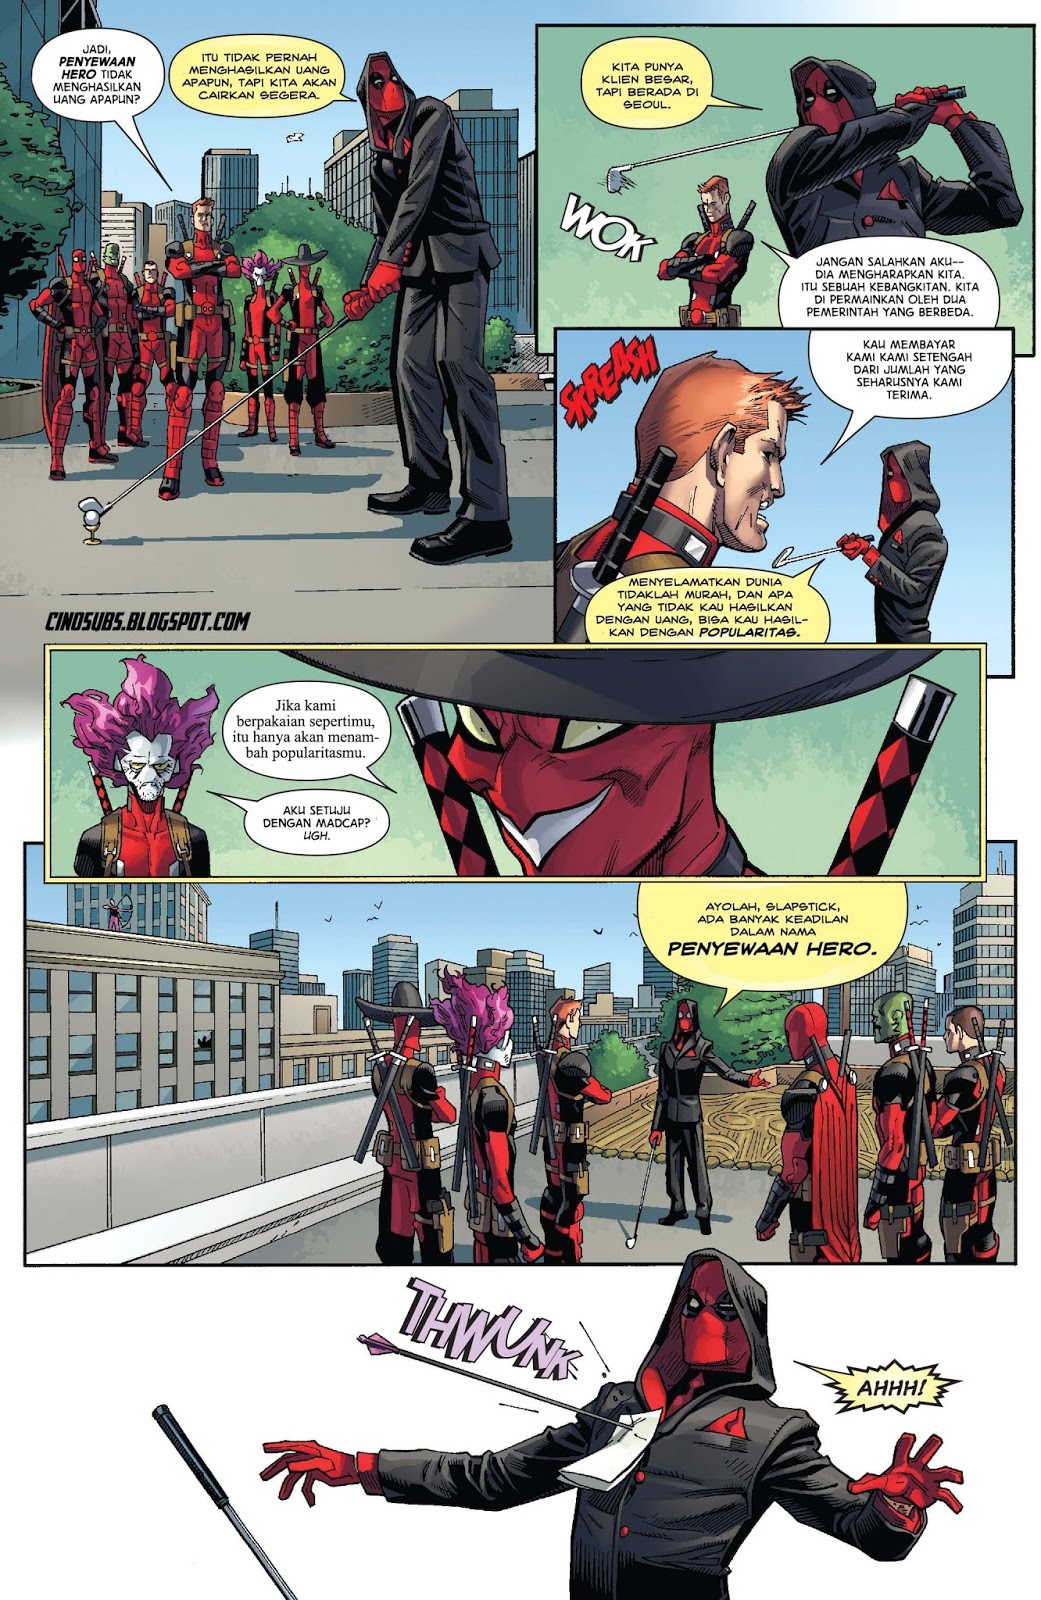 JADI,
PENYEWAAN
HERO TIDAK
MENGHASILKAN
UANG APAPUN?
ITU TIDAK PERNAH
MENGHASILKAN UANG
APAPUN, TAPI KITA AKAN
CAIRKAN SEGERA.
KITA PUNYA
KLIEN BESAR,
TAPI BERADA DI
SEOUL.
WOK
JANGAN SALAHKAN AKU--
DIA MENGHARAPKAN KITA.
ITU SEBUAH KEBANGKITAN. KITA
DI PERMAINKAN OLEH DUA
PEMERINTAH YANG BERBEDA.
SKREASH
KAU MEMBAYAR
KAMI KAMI SETENGAH
DARI JUMLAH YANG
SEHARUSNYA KAMI
TERIMA.
MENYELAMATKAN DUNIA
TIDAKLAH MURAH, DAN APA
YANG TIDAK KAU HASILKAN
DENGAN UANG, BISA KAU HASIL-
KAN DENGAN POPULARITAS.
CINOSUBS.BLOGSPOT.COM
Jika kami
berpakaian sepertimu,
itu hanya akan menam-
bah popularitasmu.
AKU SETUJU
DENGAN MADCAP?
UGH.
AYOLAH, SLAPSTICK,
ADA BANYAK KEADILAN
DALAM NAMA
PENYEWAAN HERO.
THWUNK
AHHH!